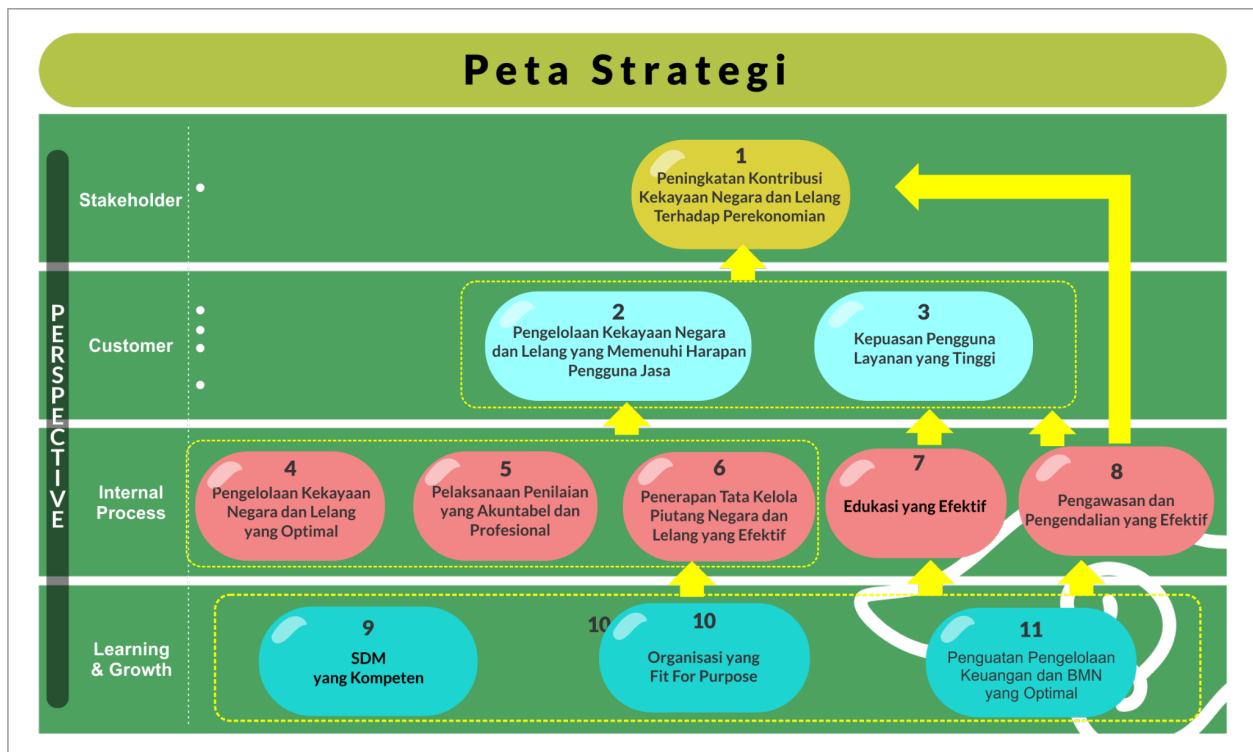 Peta Strategi
PERSPECTIVE
Stakeholder
1
Peningkatan Kontribusi
Kekayaan Negara dan Lelang
Terhadap Perekonomian
Customer
2
Pengelolaan Kekayaan Negara
dan Lelang yang Memenuhi Harapan
Pengguna Jasa
3
Kepuasan Pengguna
Layanan yang Tinggi
Internal
Process
4
Pengelolaan Kekayaan
Negara dan Lelang
yang Optimal
5
Pelaksanaan Penilaian
yang Akuntabel dan
Profesional
6
Penerapan Tata Kelola
Piutang Negara dan
Lelang yang Efektif
7
Edukasi yang Efektif
8
Pengawasan dan
Pengendalian yang Efektif
Learning
& Growth
9
SDM
yang Kompeten
10
10
Organisasi yang
Fit For Purpose
11
Penguatan Pengelolaan
Keuangan dan BMN
yang Optimal